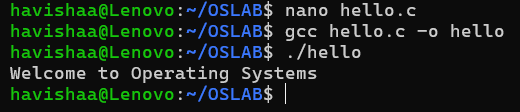 havishaa@Lenovo:~/OSLAB$ nano hello.c
havishaa@Lenovo:~/OSLAB$ gcc hello.c -o hello
havishaa@Lenovo:~/OSLAB$ ./hello
Welcome to Operating Systems
havishaa@Lenovo:~/OSLAB$